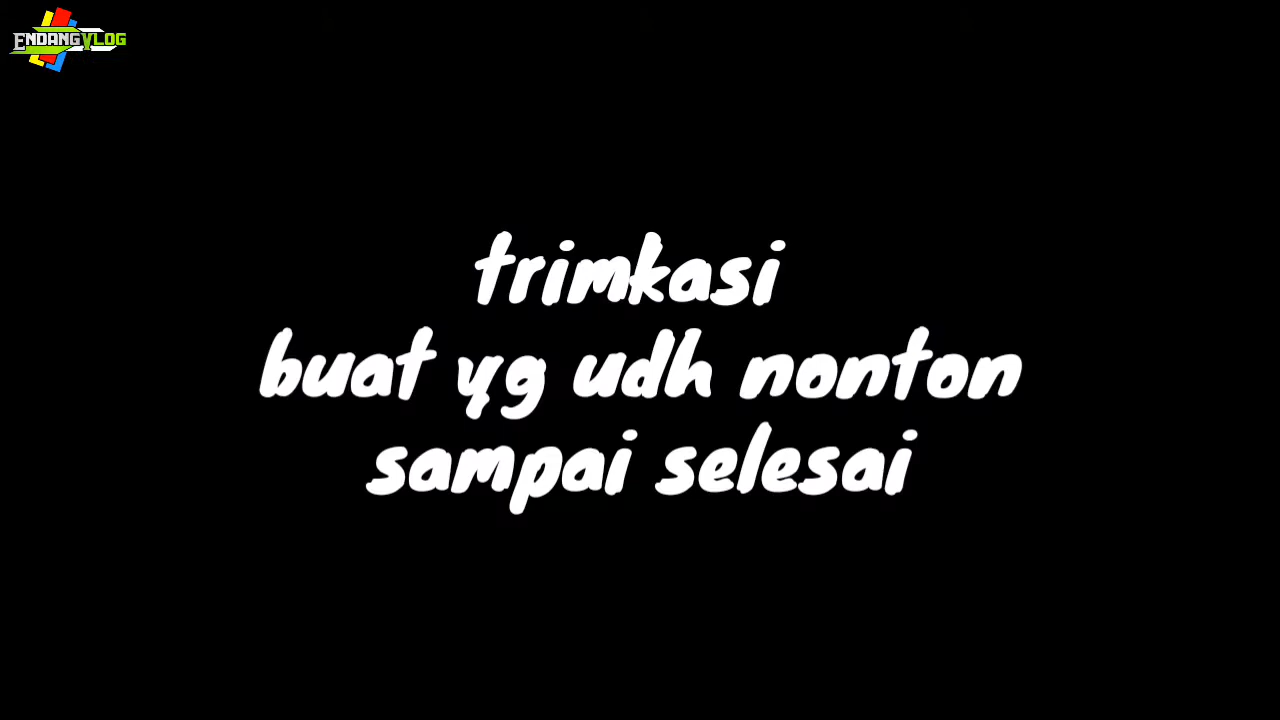 ENDANGVLOG
trimkasi
buat yg udh nonton
sampai selesai